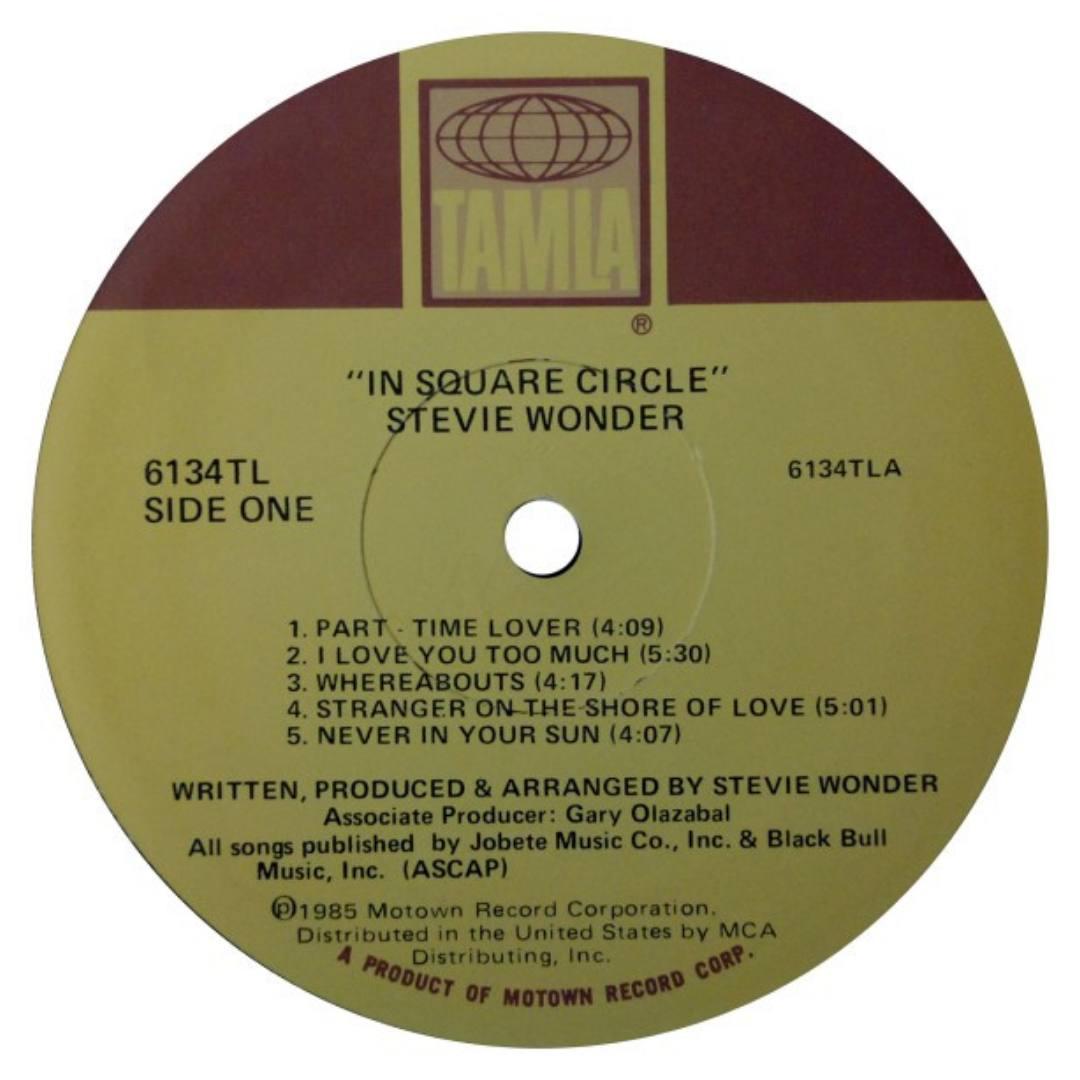 TAMLA
®
“IN SQUARE CIRCLE”
STEVIE WONDER
6134TL
SIDE ONE
6134TLA
1. PART - TIME LOVER (4:09)
2. I LOVE YOU TOO MUCH (5:30)
3. WHEREABOUTS (4:17)
4. STRANGER ON THE SHORE OF LOVE (5:01)
5. NEVER IN YOUR SUN (4:07)
WRITTEN, PRODUCED & ARRANGED BY STEVIE WONDER
Associate Producer: Gary Olazabal
All songs published by Jobete Music Co., Inc. & Black Bull
Music, Inc. (ASCAP)
℗1985 Motown Record Corporation.
Distributed in the United States by MCA
Distributing, Inc.
A PRODUCT OF MOTOWN RECORD CORP.